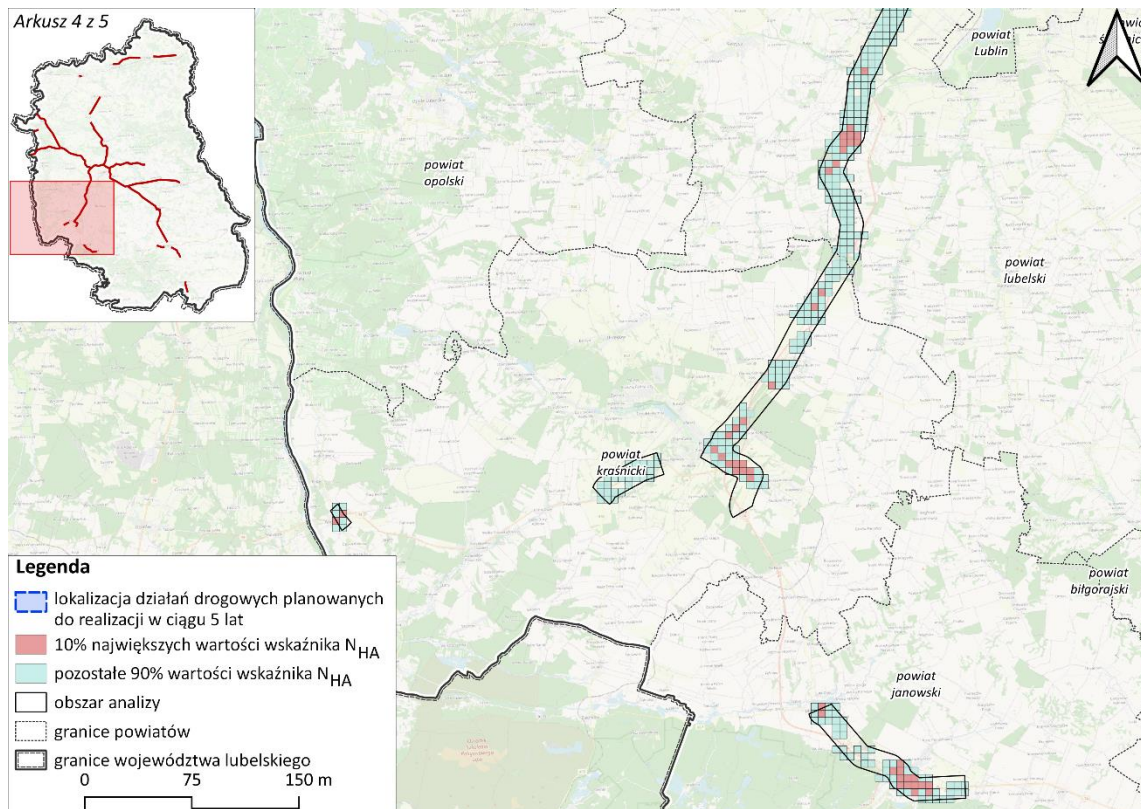 Arkusz 4 z 5
powiat
Lublin
powiat
opolski
powiat
lubelski
powiat
kraśnicki
powiat
biłgorajski
powiat
janowski
Legenda
lokalizacja działań drogowych planowanych
do realizacji w ciągu 5 lat
10% największych wartości wskaźnika NHA
pozostałe 90% wartości wskaźnika NHA
obszar analizy
granice powiatów
granice województwa lubelskiego
0 75 150 m